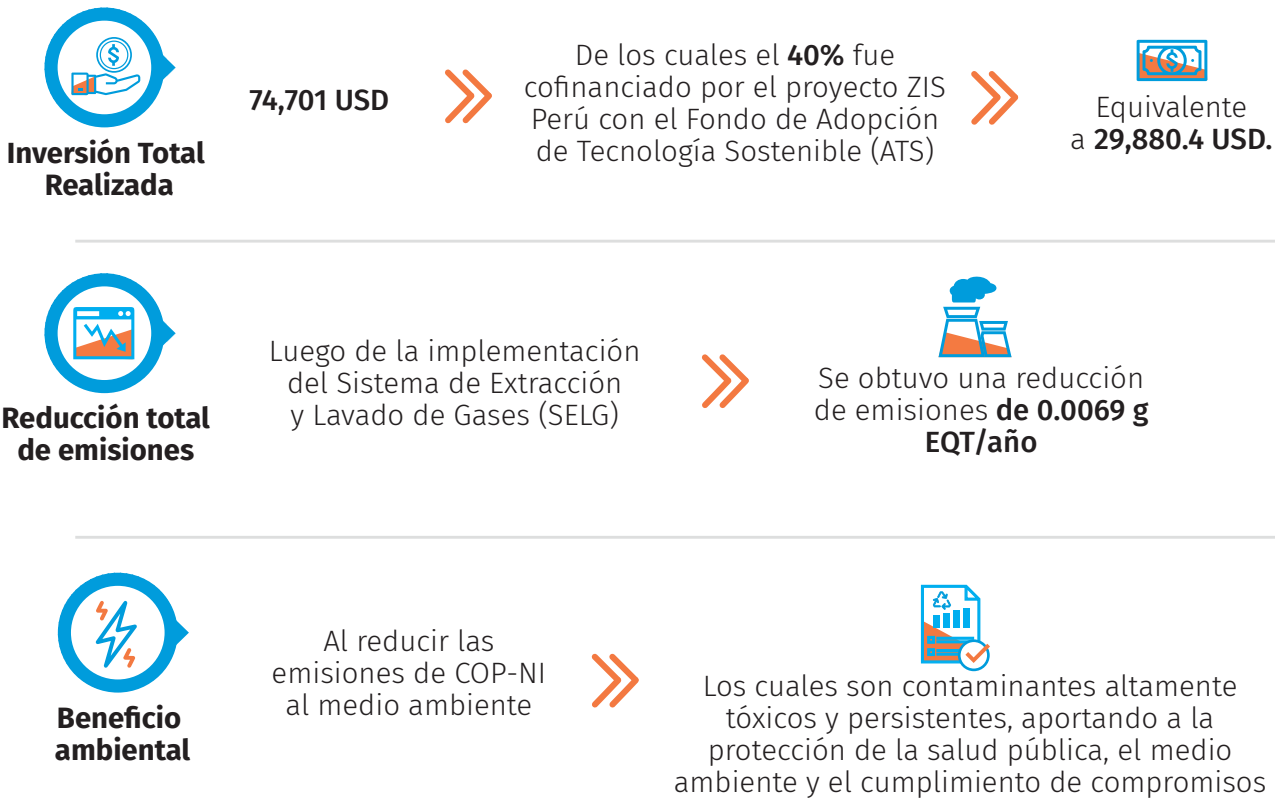 Inversión Total
Realizada
74,701 USD
De los cuales el 40% fue
cofinanciado por el proyecto ZIS
Perú con el Fondo de Adopción
de Tecnología Sostenible (ATS)
Equivalente
a 29,880.4 USD.
Reducción total
de emisiones
Luego de la implementación
del Sistema de Extracción
y Lavado de Gases (SELG)
Se obtuvo una reducción
de emisiones de 0.0069 g
EQT/año
Beneficio
ambiental
Al reducir las
emisiones de COP-NI
al medio ambiente
Los cuales son contaminantes altamente
tóxicos y persistentes, aportando a la
protección de la salud pública, el medio
ambiente y el cumplimiento de compromisos